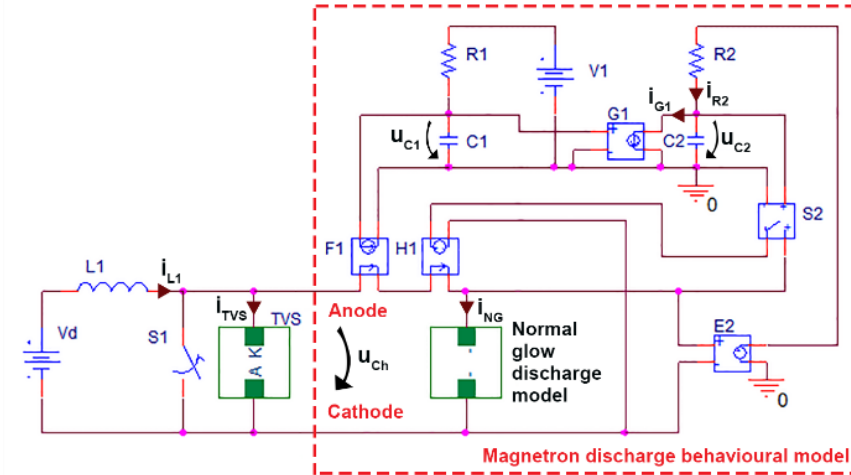 R1
V1
R2
iG1
iR2
G1
uC1
C1
C2
uC2
0
S2
F1
H1
L1
iL1
iTVS
Anode
iNG
E2
Vd
S1
TVS
K
A
uCh
Normal
glow
discharge
model
0
Cathode
Magnetron discharge behavioural model